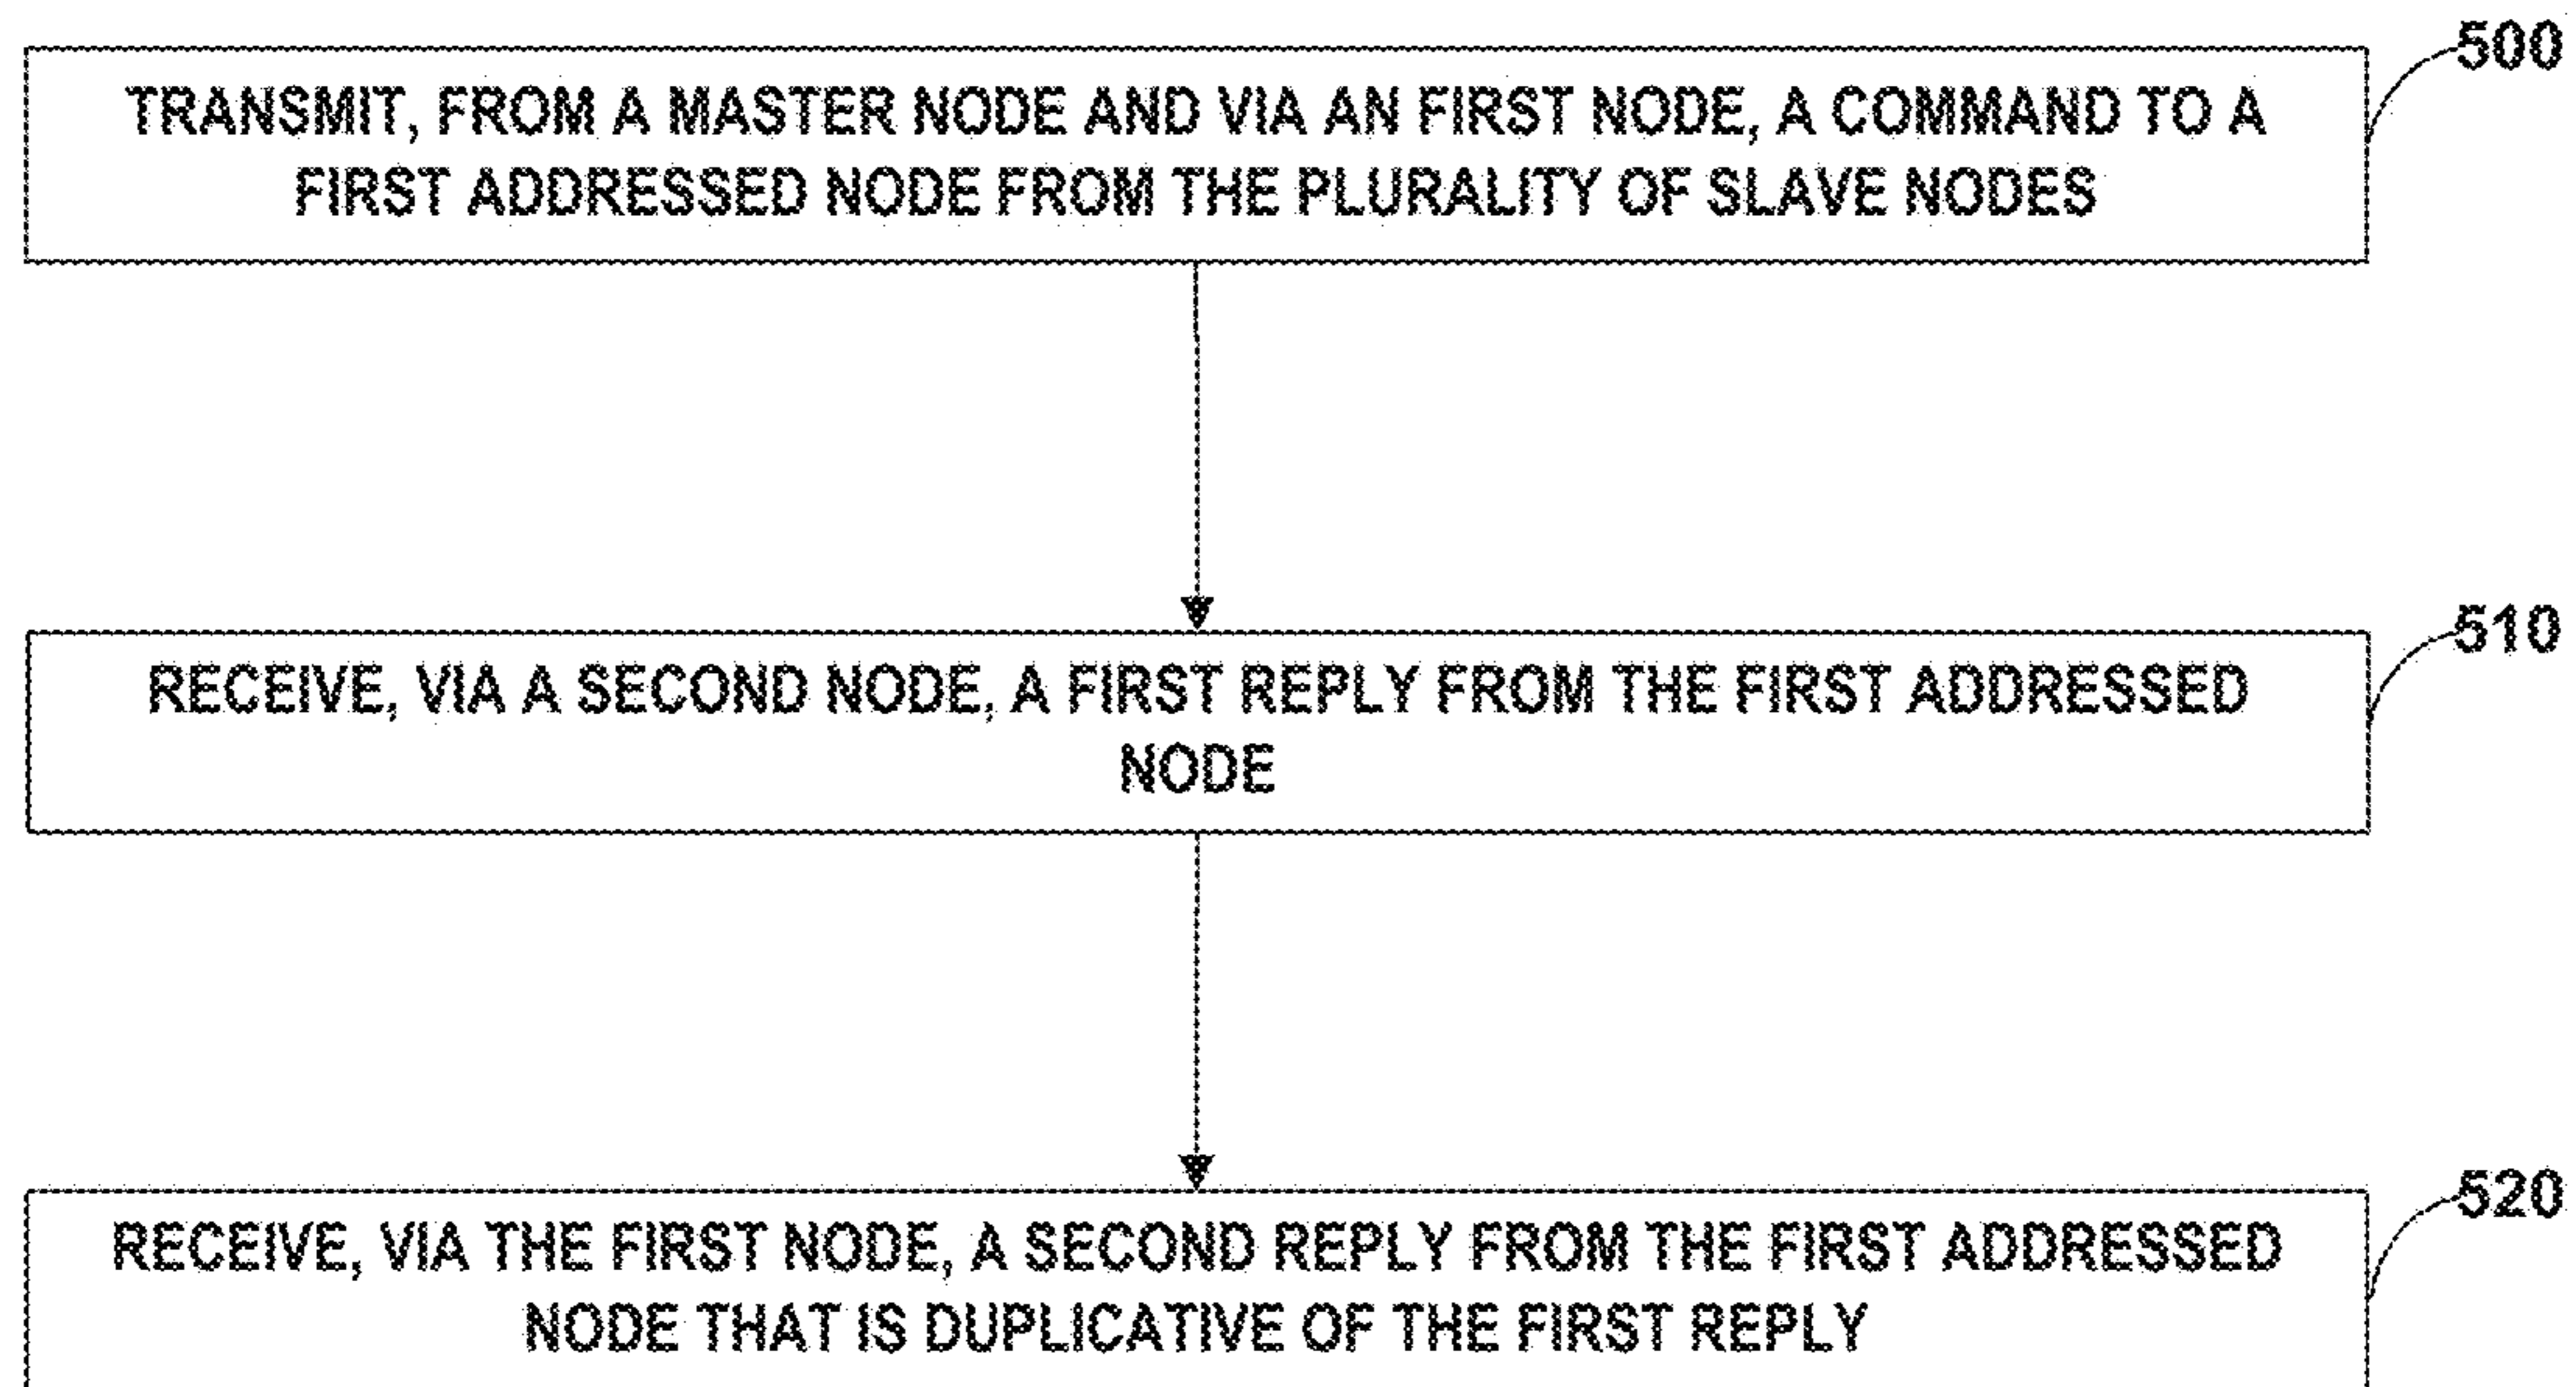 500
TRANSMIT, FROM A MASTER NODE AND VIA AN FIRST NODE, A COMMAND TO A
FIRST ADDRESSED NODE FROM THE PLURALITY OF SLAVE NODES
510
RECEIVE, VIA A SECOND NODE, A FIRST REPLY FROM THE FIRST ADDRESSED
NODE
520
RECEIVE, VIA THE FIRST NODE, A SECOND REPLY FROM THE FIRST ADDRESSED
NODE THAT IS DUPLICATIVE OF THE FIRST REPLY